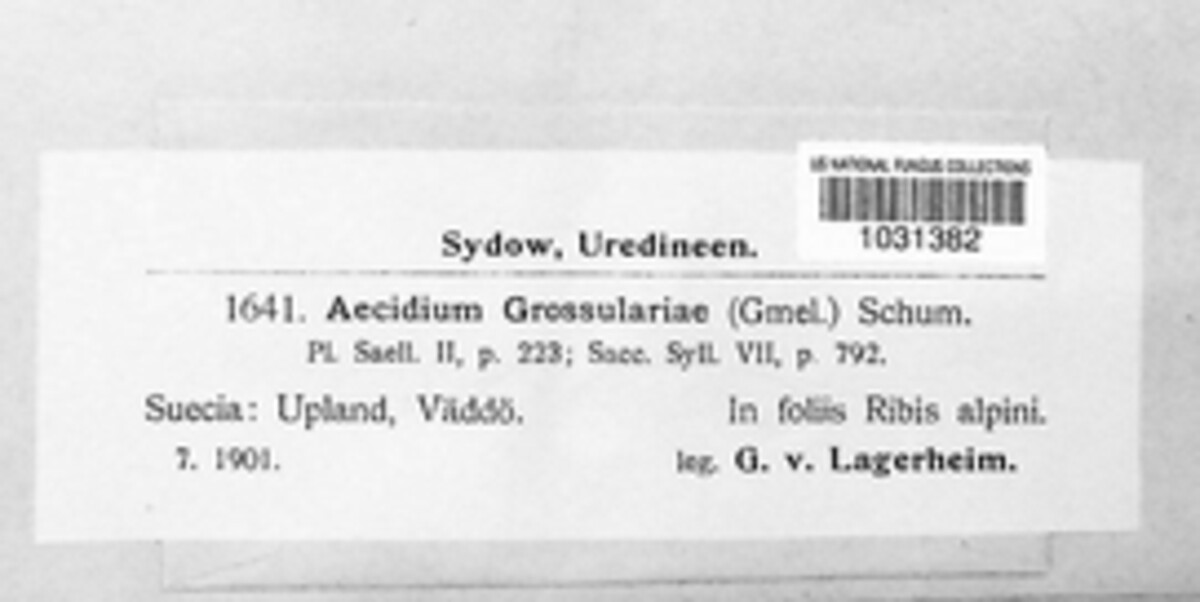 US NATIONAL FUNGUS COLLECTIONS
1031382
Sydow, Uredineen.
1641. Aecidium Grossulariae (Gmel.) Schum.
Pl. Saell. II, p. 223; Sacc. Syll. VII, p. 792.
Suecia: Upland, Väddö. In foliis Ribis alpini.
7. 1901. leg. G. v. Lagerheim.